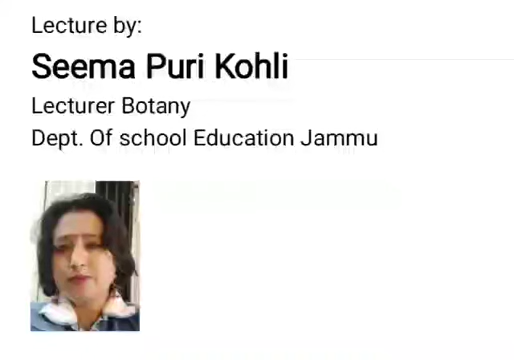 Lecture by:
Seema Puri Kohli
Lecturer Botany
Dept. Of school Education Jammu